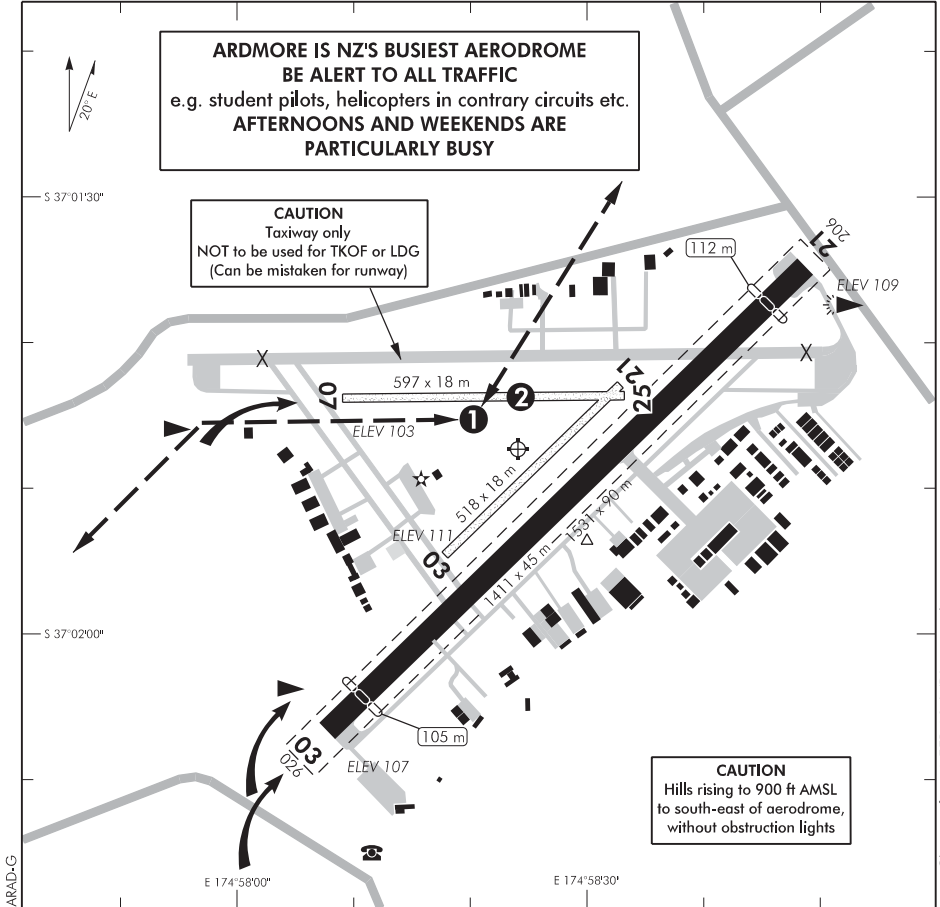 ARDMORE IS NZ'S BUSIEST AERODROME
BE ALERT TO ALL TRAFFIC
e.g. student pilots, helicopters in contrary circuits etc.
AFTERNOONS AND WEEKENDS ARE
PARTICULARLY BUSY
20° E
S 37°01'30"
CAUTION
Taxiway only
NOT to be used for TKOF or LDG
(Can be mistaken for runway)
112 m
21
206
ELEV 109
X
X
07
597 x 18 m
2
21
25
1
ELEV 103
518 x 18 m
ELEV 111
03
1531 x 90 m
1411 x 45 m
S 37°02'00"
105 m
03
026
ELEV 107
CAUTION
Hills rising to 900 ft AMSL
to south-east of aerodrome,
without obstruction lights
E 174°58'00"
E 174°58'30"
ARAD-G